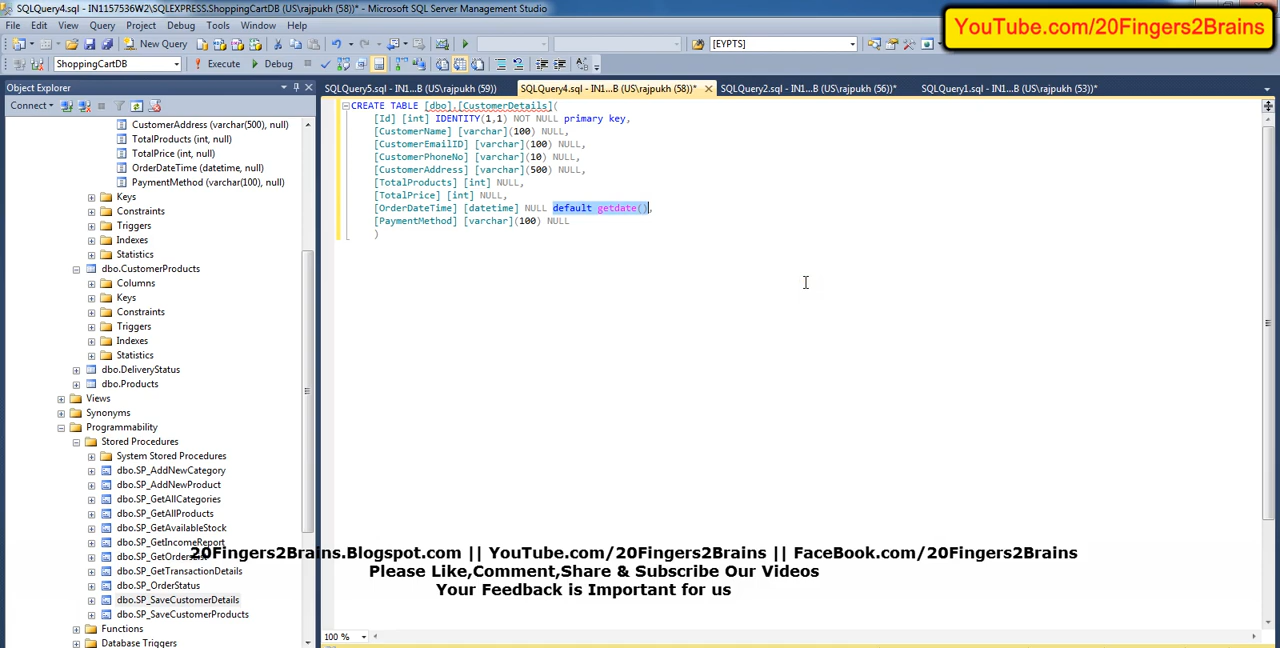 SQLQuery4.sql - IN1157536W2\SQLEXPRESS.ShoppingCartDB (US\rajpukh (58))* - Microsoft SQL Server Management Studio
YouTube.com/20Fingers2Brains
File Edit View Query Project Debug Tools Window Help
New Query [EYPTS]
ShoppingCartDB Execute Debug
Object Explorer
SQLQuery5.sql - IN1...B (US\rajpukh (59)) SQLQuery4.sql - IN1...B (US\rajpukh (58))* SQLQuery2.sql - IN1...B (US\rajpukh (56))* SQLQuery1.sql - IN1...B (US\rajpukh (53))*
Connect
CustomerAddress (varchar(500), null)
TotalProducts (int, null)
TotalPrice (int, null)
OrderDateTime (datetime, null)
PaymentMethod (varchar(100), null)
Keys
Constraints
Triggers
Indexes
Statistics
dbo.CustomerProducts
Columns
Keys
Constraints
Triggers
Indexes
Statistics
dbo.DeliveryStatus
dbo.Products
Views
Synonyms
Programmability
Stored Procedures
System Stored Procedures
dbo.SP_AddNewCategory
dbo.SP_AddNewProduct
dbo.SP_GetAllCategories
dbo.SP_GetAllProducts
dbo.SP_GetAvailableStock
dbo.SP_GetIncomeReport
dbo.SP_GetTransactionDetails
dbo.SP_OrderStatus
dbo.SP_SaveCustomerDetails
dbo.SP_SaveCustomerProducts
Functions
Database Triggers
CREATE TABLE [dbo].[CustomerDetails](
[Id] [int] IDENTITY(1,1) NOT NULL primary key,
[CustomerName] [varchar](100) NULL,
[CustomerEmailID] [varchar](100) NULL,
[CustomerPhoneNo] [varchar](10) NULL,
[CustomerAddress] [varchar](500) NULL,
[TotalProducts] [int] NULL,
[TotalPrice] [int] NULL,
[OrderDateTime] [datetime] NULL default getdate(),
[PaymentMethod] [varchar](100) NULL
)
20Fingers2Brains.Blogspot.com || YouTube.com/20Fingers2Brains || FaceBook.com/20Fingers2Brains
Please Like,Comment,Share & Subscribe Our Videos
Your Feedback is Important for us
100 %